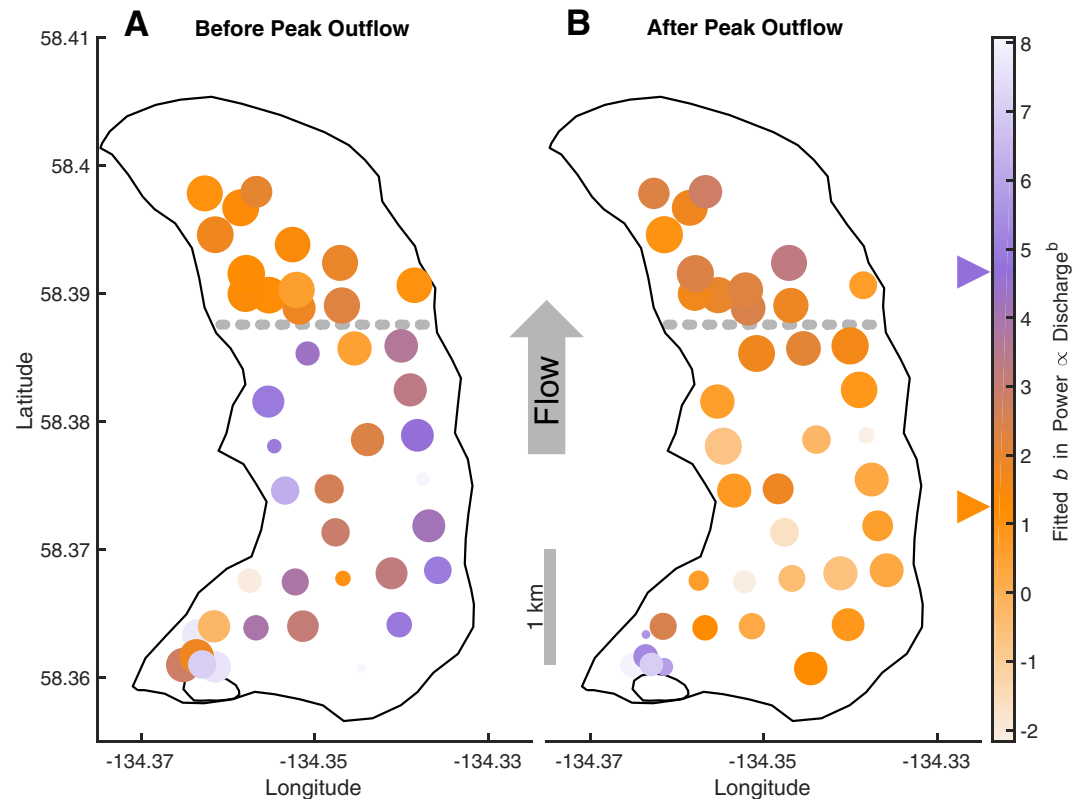 A Before Peak Outflow
B After Peak Outflow
58.41
58.4
58.39
58.38
58.37
58.36
Latitude
-134.37
-134.35
-134.33
Longitude
Flow
1 km
-134.37
-134.35
-134.33
Longitude
8
7
6
5
4
3
2
1
0
-1
-2
Fitted b in Power ∝ Discharge^b